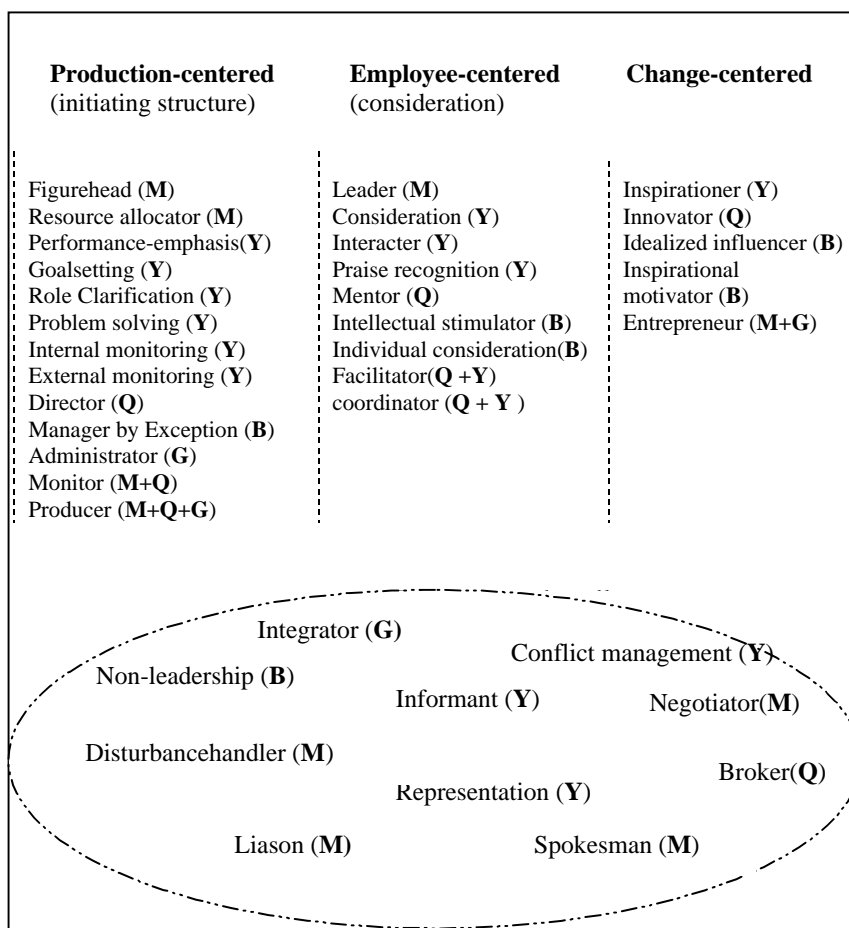 Production-centered
(initiating structure)
Employee-centered
(consideration)
Change-centered
Figurehead (M)
Resource allocator (M)
Performance-emphasis(Y)
Goalsetting (Y)
Role Clarification (Y)
Problem solving (Y)
Internal monitoring (Y)
External monitoring (Y)
Director (Q)
Manager by Exception (B)
Administrator (G)
Monitor (M+Q)
Producer (M+Q+G)
Leader (M)
Consideration (Y)
Interacter (Y)
Praise recognition (Y)
Mentor (Q)
Intellectual stimulator (B)
Individual consideration(B)
Facilitator(Q +Y)
coordinator (Q + Y )
Inspirationer (Y)
Innovator (Q)
Idealized influencer (B)
Inspirational
motivator (B)
Entrepreneur (M+G)
Integrator (G)
Conflict management (Y)
Non-leadership (B)
Informant (Y)
Negotiator(M)
Disturbancehandler (M)
Broker(Q)
Representation (Y)
Liason (M)
Spokesman (M)